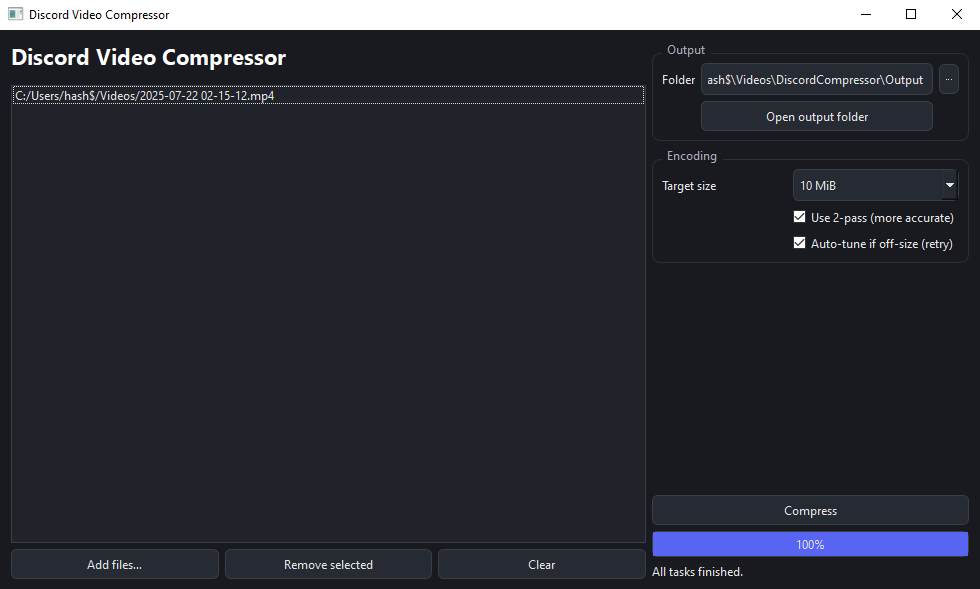 Discord Video Compressor
Discord Video Compressor
C:/Users/hash$/Videos/2025-07-22 02-15-12.mp4
Add files...
Remove selected
Clear
Output
Folder
ash$\Videos\DiscordCompressor\Output
...
Open output folder
Encoding
Target size
10 MiB
Use 2-pass (more accurate)
Auto-tune if off-size (retry)
Compress
100%
All tasks finished.